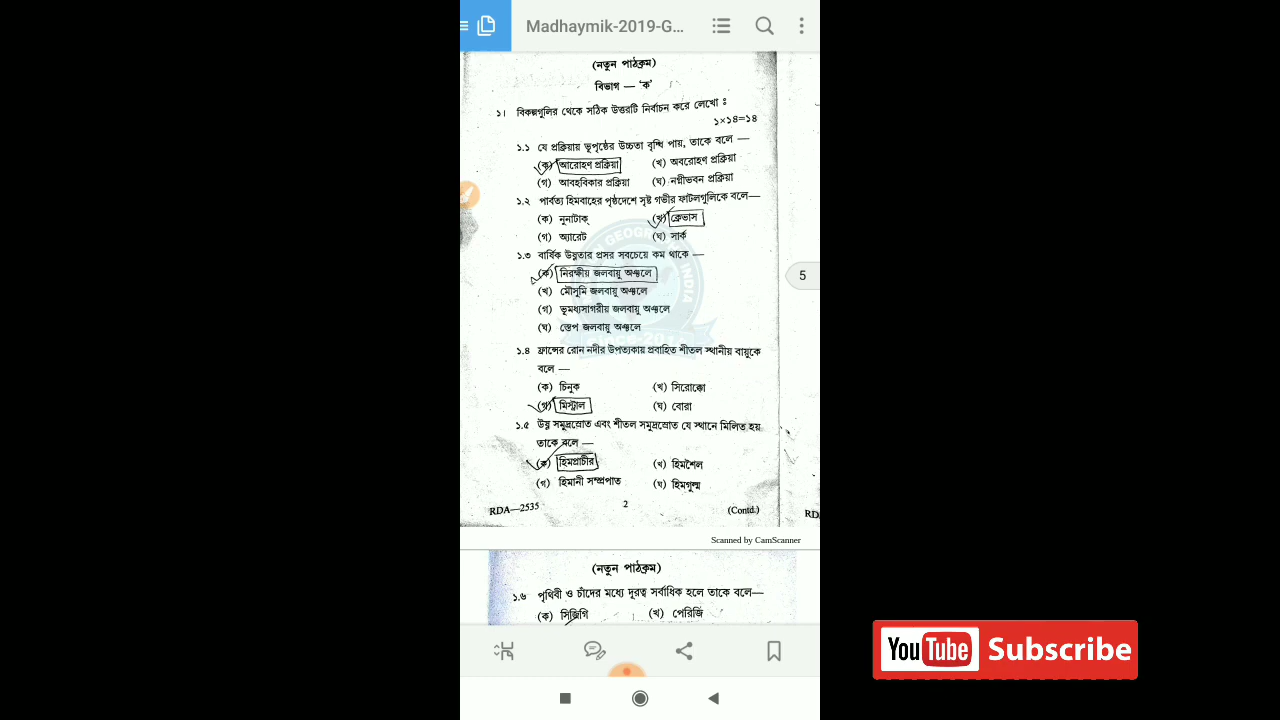 Madhaymik-2019-G...
(নতুন পাঠক্রম)
বিভাগ — 'ক'
১। বিকল্পগুলির থেকে সঠিক উত্তরটি নির্বাচন করে লেখো :
১×১৪=১৪
১.১ যে প্রক্রিয়ায় ভূপৃষ্ঠের উচ্চতা বৃদ্ধি পায়, তাকে বলে —
(ক) আরোহণ প্রক্রিয়া (খ) অবরোহণ প্রক্রিয়া
(গ) আবহবিকার প্রক্রিয়া (ঘ) নগ্নীভবন প্রক্রিয়া
১.২ পার্বত্য হিমবাহের পৃষ্ঠদেশে সৃষ্ট গভীর ফাটলগুলিকে বলে—
(ক) নুনাটাক্ (খ) ক্রেভাস
(গ) অ্যারেট (ঘ) সার্ক
১.৩ বার্ষিক উষ্ণতার প্রসর সবচেয়ে কম থাকে —
(ক) নিরক্ষীয় জলবায়ু অঞ্চলে
(খ) মৌসুমি জলবায়ু অঞ্চলে
(গ) ভূমধ্যসাগরীয় জলবায়ু অঞ্চলে
(ঘ) স্তেপ জলবায়ু অঞ্চলে
5
১.৪ ফ্রান্সের রোন নদীর উপত্যকায় প্রবাহিত শীতল স্থানীয় বায়ুকে
বলে —
(ক) চিনুক (খ) সিরোক্কো
(গ) মিস্ট্রাল (ঘ) বোরা
১.৫ উষ্ণ সমুদ্রস্রোত এবং শীতল সমুদ্রস্রোত যে স্থানে মিলিত হয়
তাকে বলে —
(ক) হিমপ্রাচীর (খ) হিমশৈল
(গ) হিমানী সম্প্রপাত (ঘ) হিমগুল্ম
RDA—2535 2 (Contd.) RD
Scanned by CamScanner
(নতুন পাঠক্রম)
১.৬ পৃথিবী ও চাঁদের মধ্যে দূরত্ব সর্বাধিক হলে তাকে বলে—
(ক) সিজিগি (খ) পেরিজি
YouTube Subscribe